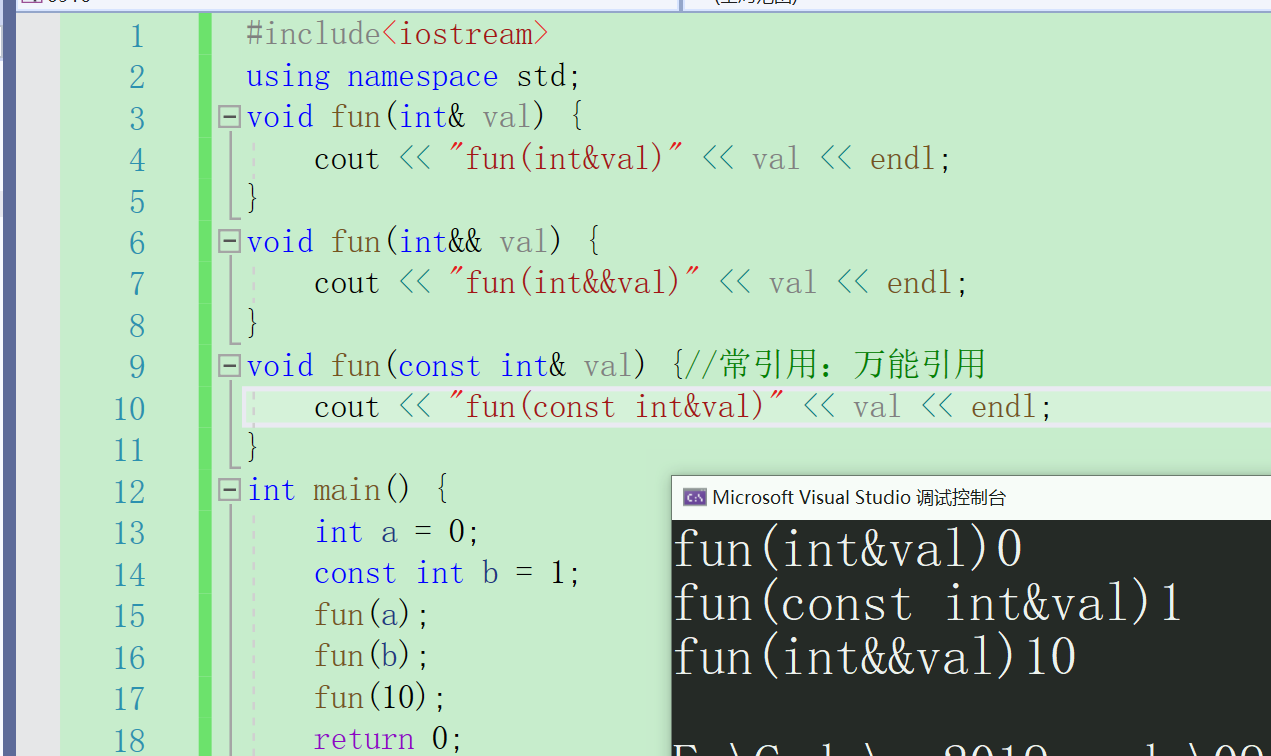 1 #include<iostream>
2 using namespace std;
3 void fun(int& val) {
4 cout << "fun(int&val)" << val << endl;
5 }
6 void fun(int&& val) {
7 cout << "fun(int&&val)" << val << endl;
8 }
9 void fun(const int& val) {//常引用：万能引用
10 cout << "fun(const int&val)" << val << endl;
11 }
12 int main() {
13 int a = 0;
14 const int b = 1;
15 fun(a);
16 fun(b);
17 fun(10);
18 return 0;
Microsoft Visual Studio 调试控制台
fun(int&val)0
fun(const int&val)1
fun(int&&val)10